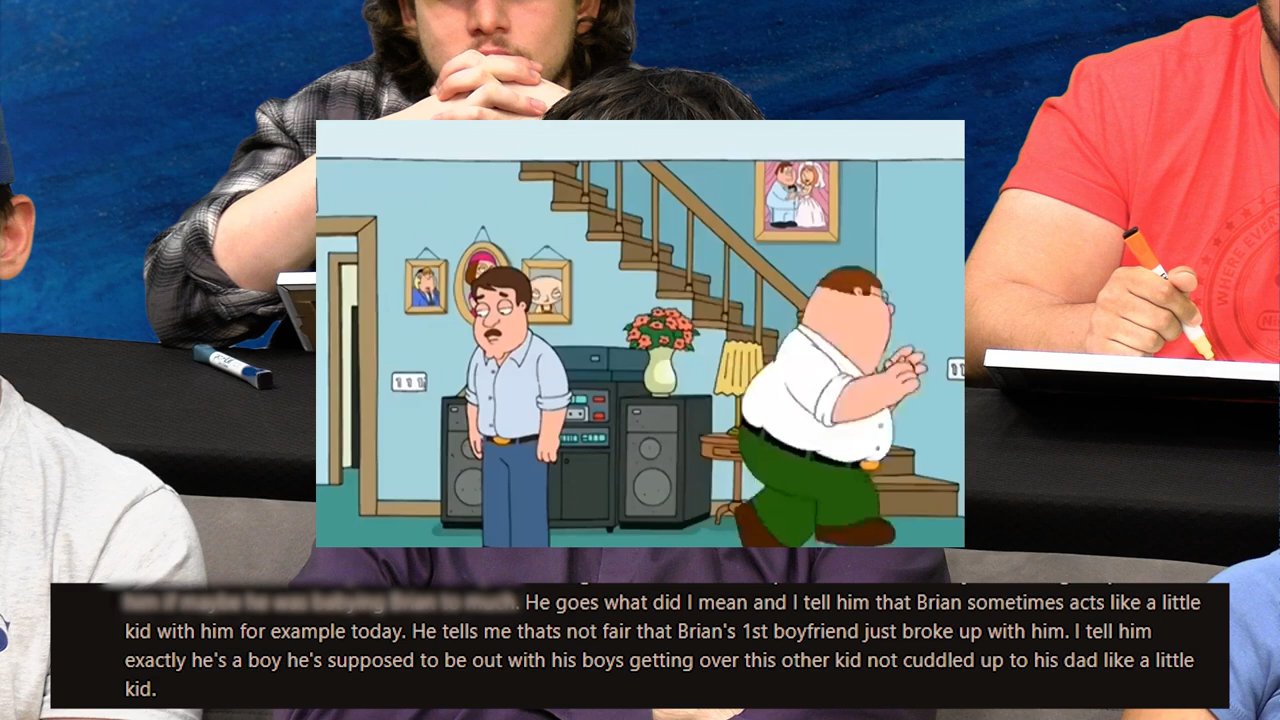 WHERE EVER
. He goes what did I mean and I tell him that Brian sometimes acts like a little
kid with him for example today. He tells me thats not fair that Brian's 1st boyfriend just broke up with him. I tell him
exactly he's a boy he's supposed to be out with his boys getting over this other kid not cuddled up to his dad like a little
kid.